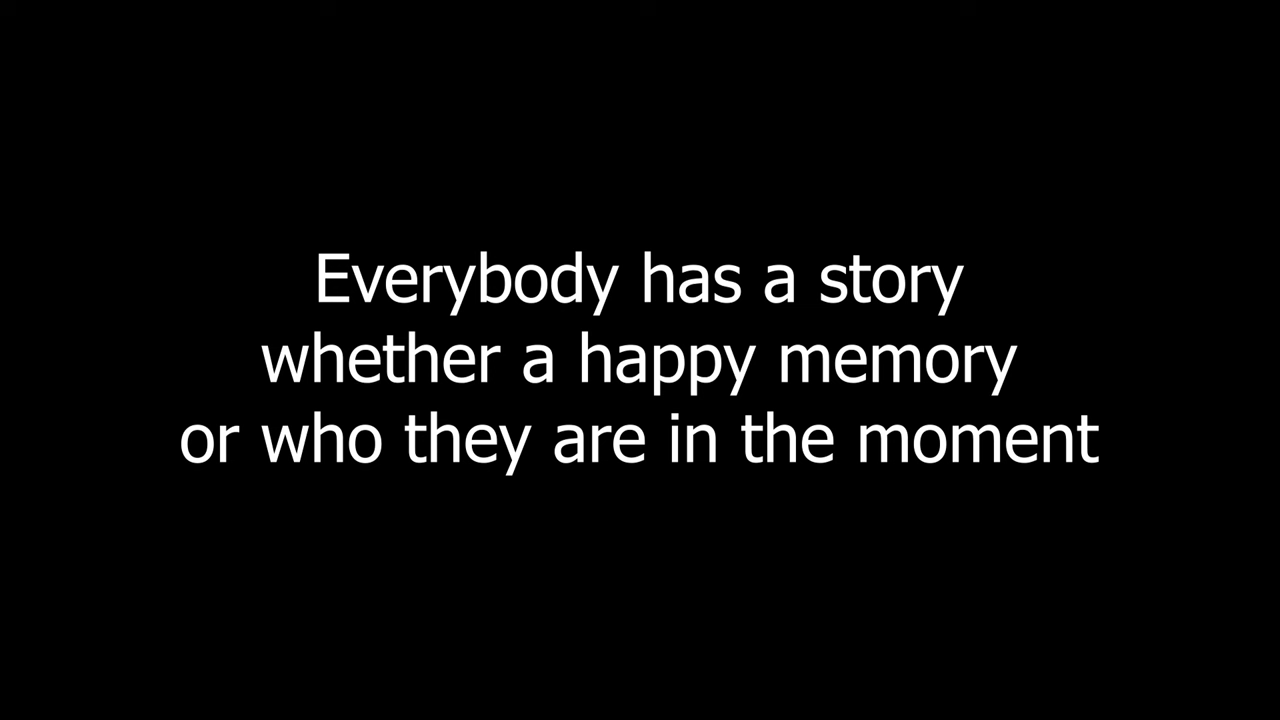 Everybody has a story
whether a happy memory
or who they are in the moment